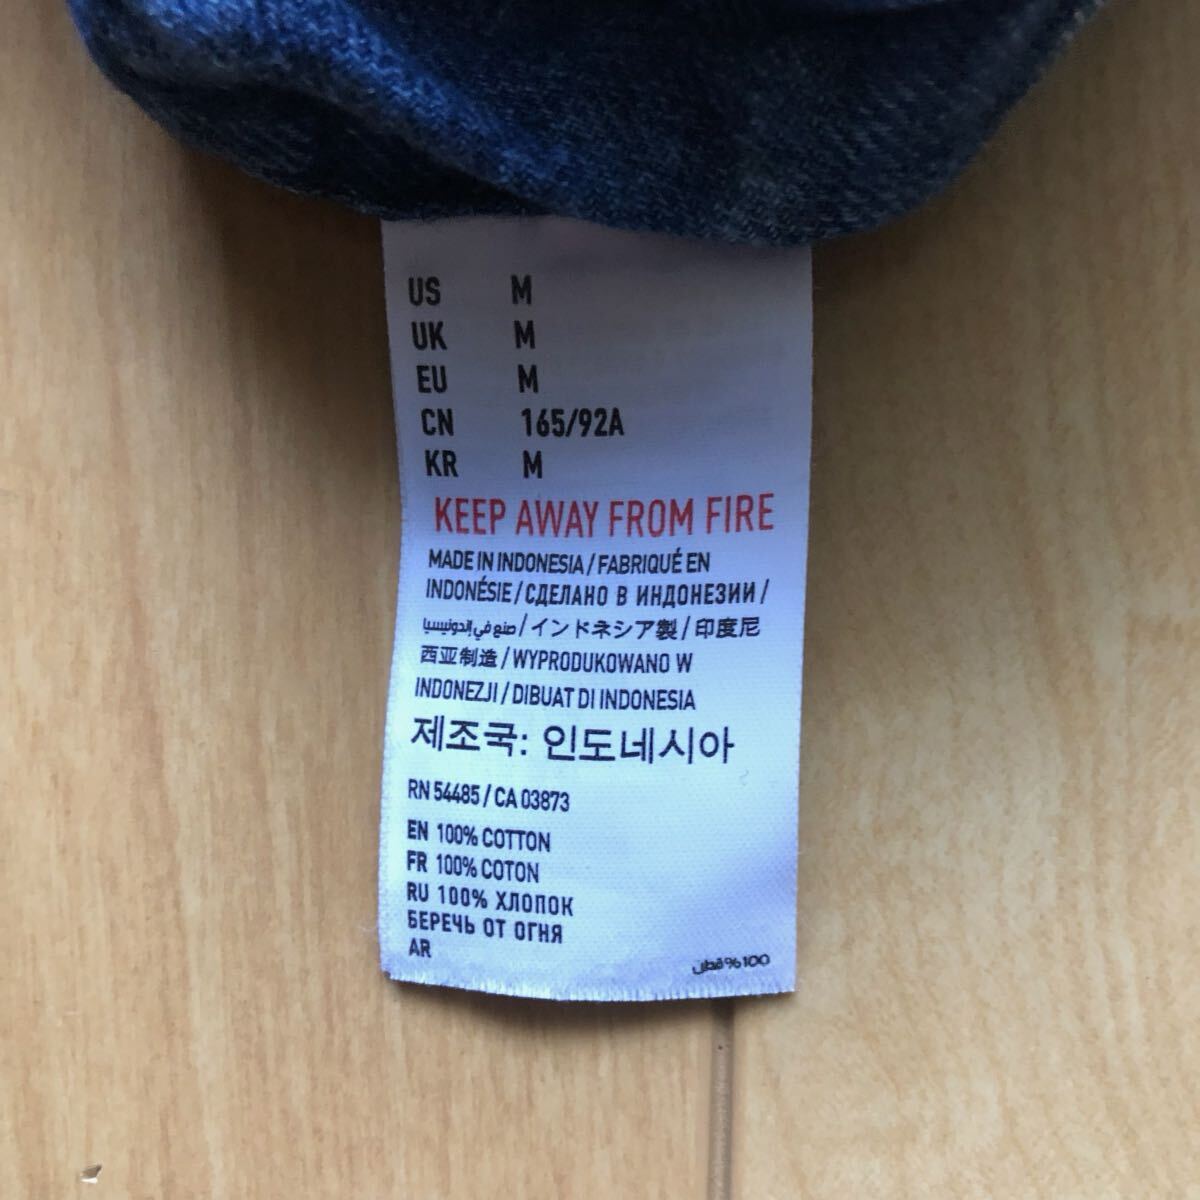 US M
UK M
EU M
CN 165/92A
KR M
KEEP AWAY FROM FIRE
MADE IN INDONESIA / FABRIQUÉ EN
INDONÉSIE / СДЕЛАНО В ИНДОНЕЗИИ /
صنع في إندونيسيا / インドネシア製 / 印度尼
西亚制造 / WYPRODUKOWANO W
INDONEZJI / DIBUAT DI INDONESIA
제조국: 인도네시아
RN 54485 / CA 03873
EN 100% COTTON
FR 100% COTON
RU 100% ХЛОПОК
БЕРЕЧЬ ОТ ОГНЯ
AR 100% قطن